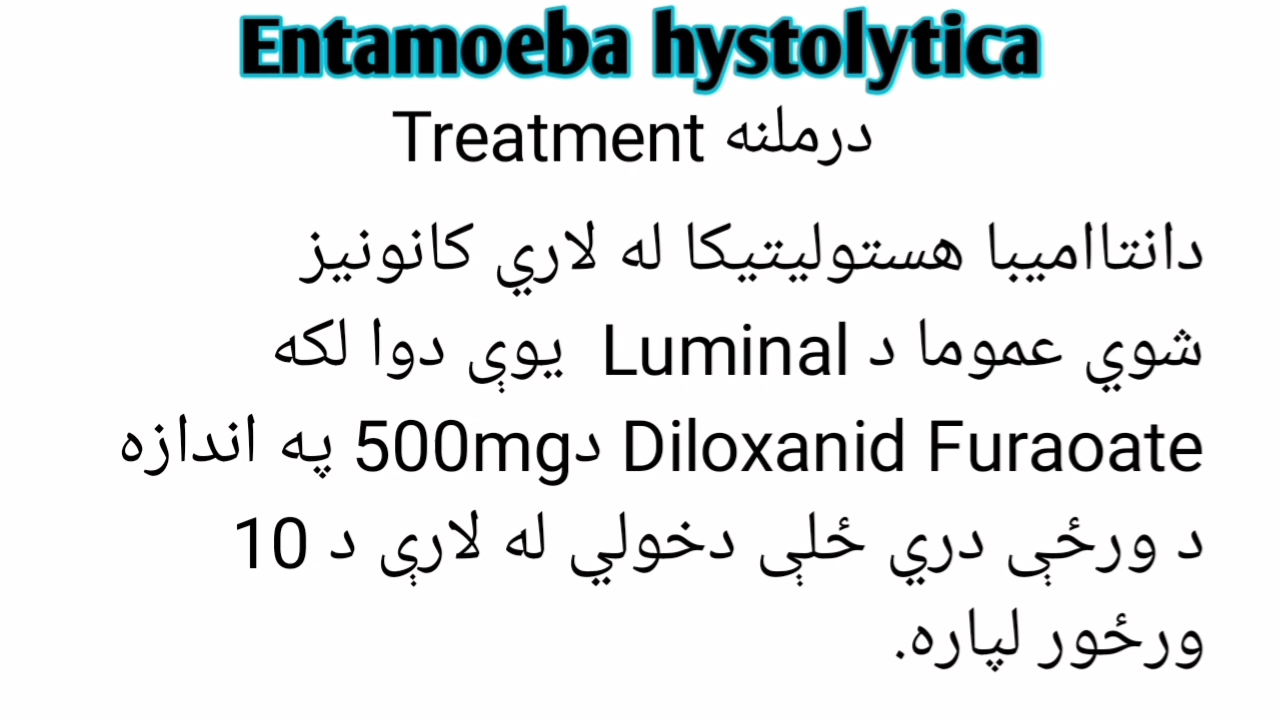 Entamoeba hystolytica
درملنه Treatment
دانتاامیبا هستولیتیکا له لاري کانونیز
شوي عموما د Luminal یوې دوا لکه
Diloxanid Furaoate د500mg په اندازه
د ورځې دري ځلې دخولي له لارې د 10
ورځور لپاره.